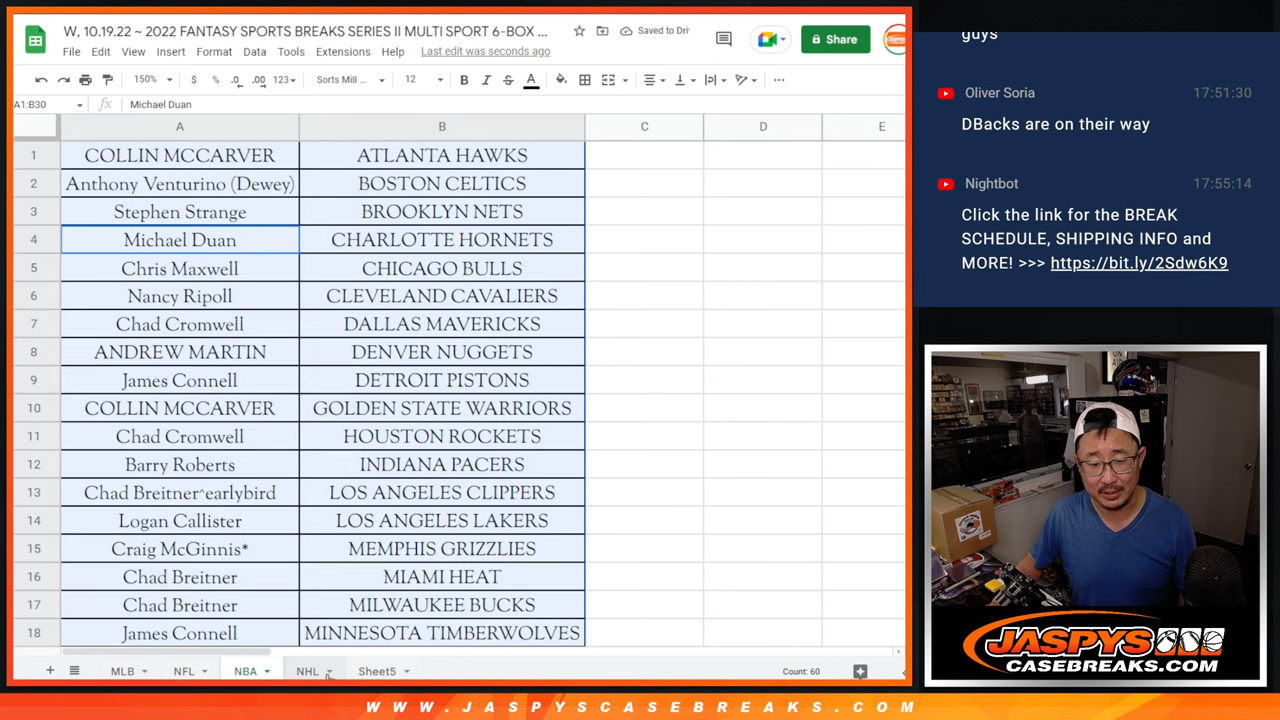 W, 10.19.22 ~ 2022 FANTASY SPORTS BREAKS SERIES II MULTI SPORT 6-BOX ...
Saved to Dri
File Edit View Insert Format Data Tools Extensions Help Last edit was seconds ago
Share
150% $ % .0 .00 123 Sorts Mill ... 12 B I S A
A1:B30 fx Michael Duan
A B C D E
1 COLLIN MCCARVER ATLANTA HAWKS
2 Anthony Venturino (Dewey) BOSTON CELTICS
3 Stephen Strange BROOKLYN NETS
4 Michael Duan CHARLOTTE HORNETS
5 Chris Maxwell CHICAGO BULLS
6 Nancy Ripoll CLEVELAND CAVALIERS
7 Chad Cromwell DALLAS MAVERICKS
8 ANDREW MARTIN DENVER NUGGETS
9 James Connell DETROIT PISTONS
10 COLLIN MCCARVER GOLDEN STATE WARRIORS
11 Chad Cromwell HOUSTON ROCKETS
12 Barry Roberts INDIANA PACERS
13 Chad Breitner^earlybird LOS ANGELES CLIPPERS
14 Logan Callister LOS ANGELES LAKERS
15 Craig McGinnis* MEMPHIS GRIZZLIES
16 Chad Breitner MIAMI HEAT
17 Chad Breitner MILWAUKEE BUCKS
18 James Connell MINNESOTA TIMBERWOLVES
MLB NFL NBA NHL Sheet5 Count: 60
guys
Oliver Soria 17:51:30
DBacks are on their way
Nightbot 17:55:14
Click the link for the BREAK
SCHEDULE, SHIPPING INFO and
MORE! >>> https://bit.ly/2Sdw6K9
JASPYS
CASEBREAKS.COM
WWW.JASPYSCASEBREAKS.COM